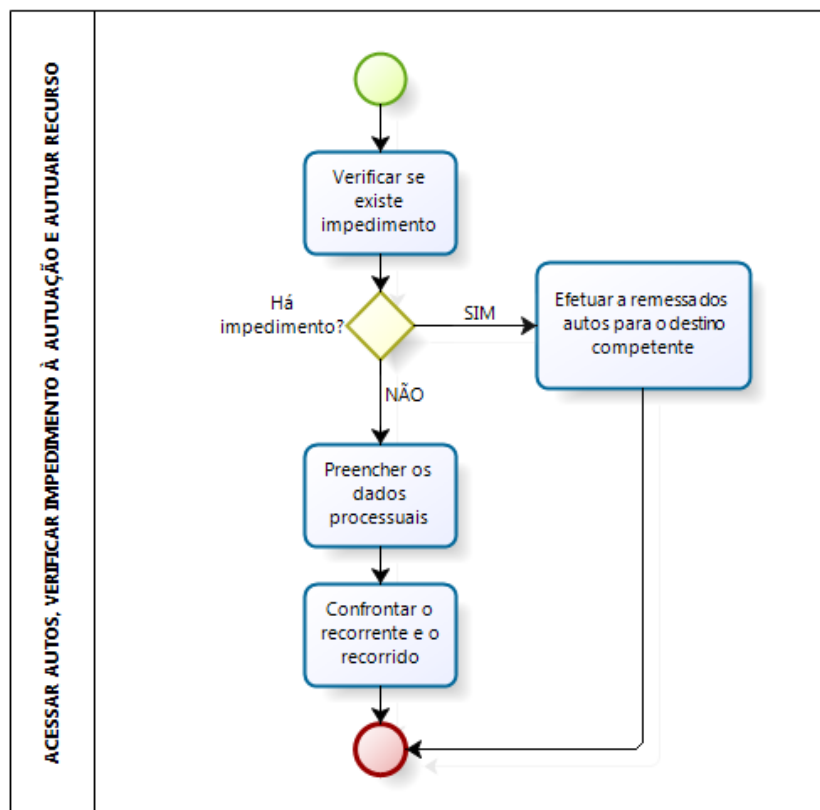 ACESSAR AUTOS, VERIFICAR IMPEDIMENTO À AUTUAÇÃO E AUTUAR RECURSO
Verificar se
existe
impedimento
Há
impedimento?
SIM
Efetuar a remessa dos
autos para o destino
competente
NÃO
Preencher os
dados
processuais
Confrontar o
recorrente e o
recorrido